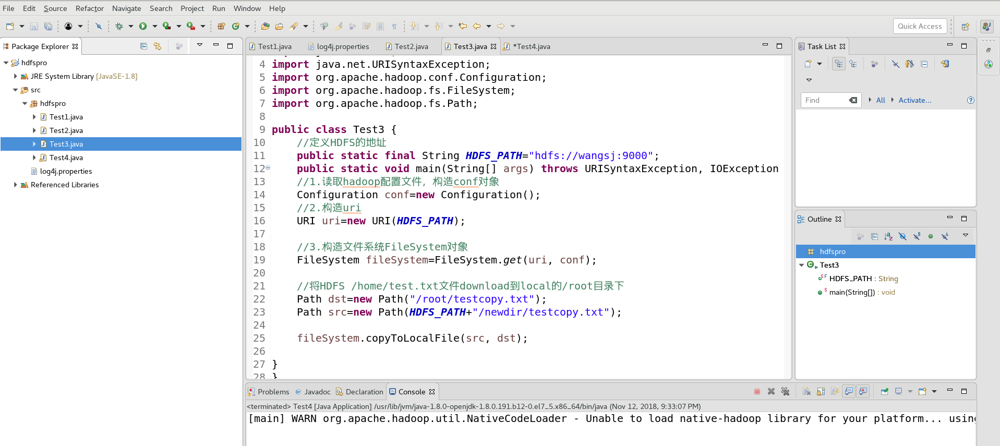 File Edit Source Refactor Navigate Search Project Run Window Help
Quick Access
Package Explorer
hdfspro
JRE System Library [JavaSE-1.8]
src
hdfspro
Test1.java
Test2.java
Test3.java
Test4.java
log4j.properties
Referenced Libraries
Test1.java log4j.properties Test2.java Test3.java *Test4.java
4 import java.net.URISyntaxException;
5 import org.apache.hadoop.conf.Configuration;
6 import org.apache.hadoop.fs.FileSystem;
7 import org.apache.hadoop.fs.Path;
8
9 public class Test3 {
10 //定义HDFS的地址
11 public static final String HDFS_PATH="hdfs://wangsj:9000";
12 public static void main(String[] args) throws URISyntaxException, IOException
13 //1.读取hadoop配置文件，构造conf对象
14 Configuration conf=new Configuration();
15 //2.构造uri
16 URI uri=new URI(HDFS_PATH);
17
18 //3.构造文件系统FileSystem对象
19 FileSystem fileSystem=FileSystem.get(uri, conf);
20
21 //将HDFS /home/test.txt文件download到local的/root目录下
22 Path dst=new Path("/root/testcopy.txt");
23 Path src=new Path(HDFS_PATH+"/newdir/testcopy.txt");
24
25 fileSystem.copyToLocalFile(src, dst);
26
27 }
28 }
Task List
Find All Activate...
Outline
hdfspro
Test3
HDFS_PATH : String
main(String[]) : void
Problems Javadoc Declaration Console
<terminated> Test4 [Java Application] /usr/lib/jvm/java-1.8.0-openjdk-1.8.0.191.b12-0.el7_5.x86_64/bin/java (Nov 12, 2018, 9:33:07 PM)
[main] WARN org.apache.hadoop.util.NativeCodeLoader - Unable to load native-hadoop library for your platform... using